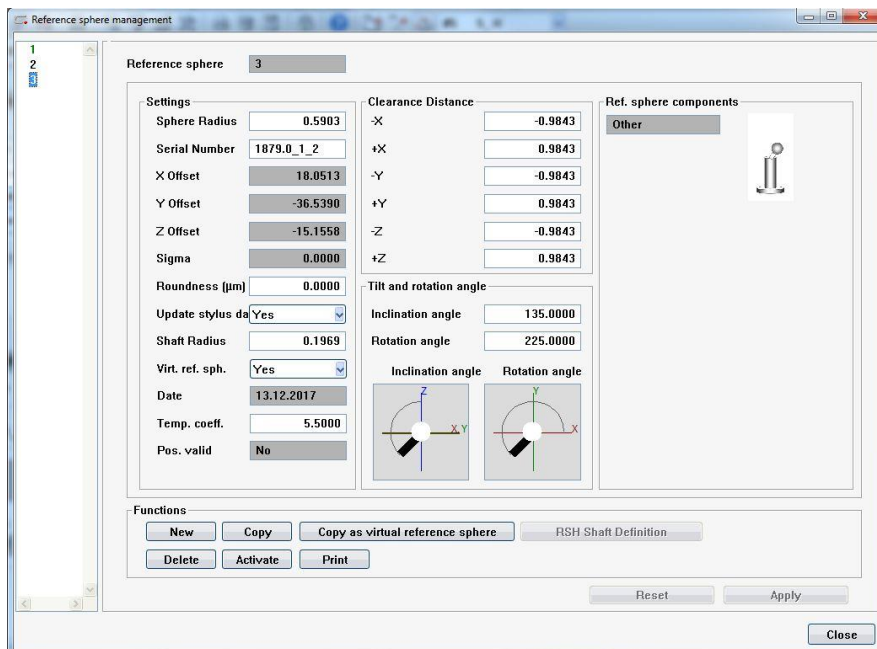 Reference sphere management
1
2
3
Reference sphere 3
Settings
Sphere Radius 0.5903
Serial Number 1879.0_1_2
X Offset 18.0513
Y Offset -36.5390
Z Offset -15.1558
Sigma 0.0000
Roundness (µm) 0.0000
Update stylus da Yes
Shaft Radius 0.1969
Virt. ref. sph. Yes
Date 13.12.2017
Temp. coeff. 5.5000
Pos. valid No
Clearance Distance
-X -0.9843
+X 0.9843
-Y -0.9843
+Y 0.9843
-Z -0.9843
+Z 0.9843
Tilt and rotation angle
Inclination angle 135.0000
Rotation angle 225.0000
Inclination angle Rotation angle
Z Y
X, Y X
Ref. sphere components
Other
Functions
New Copy Copy as virtual reference sphere RSH Shaft Definition
Delete Activate Print
Reset Apply
Close